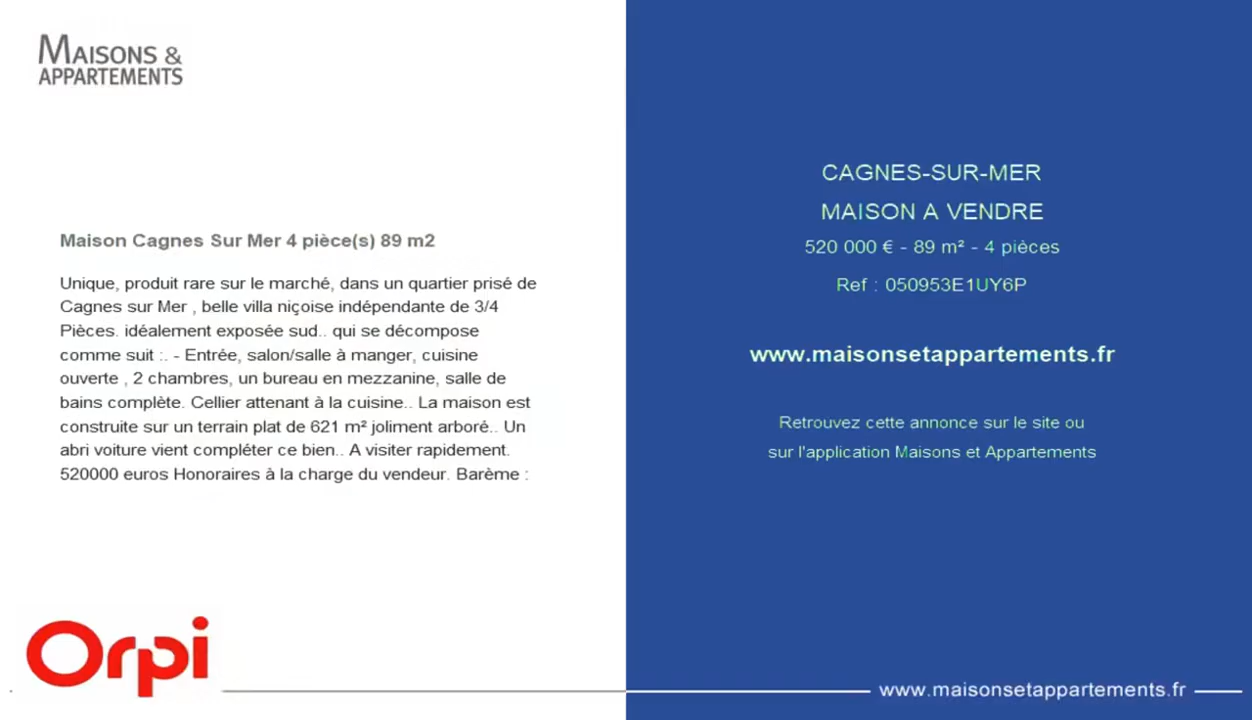 MAISONS &
APPARTEMENTS
Maison Cagnes Sur Mer 4 pièce(s) 89 m2
Unique, produit rare sur le marché, dans un quartier prisé de
Cagnes sur Mer , belle villa niçoise indépendante de 3/4
Pièces. idéalement exposée sud.. qui se décompose
comme suit :. - Entrée, salon/salle à manger, cuisine
ouverte , 2 chambres, un bureau en mezzanine, salle de
bains complète. Cellier attenant à la cuisine.. La maison est
construite sur un terrain plat de 621 m² joliment arboré.. Un
abri voiture vient compléter ce bien.. A visiter rapidement.
520000 euros Honoraires à la charge du vendeur. Barème :
Orpi
CAGNES-SUR-MER
MAISON A VENDRE
520 000 € - 89 m² - 4 pièces
Ref : 050953E1UY6P
www.maisonsetappartements.fr
Retrouvez cette annonce sur le site ou
sur l'application Maisons et Appartements
www.maisonsetappartements.fr